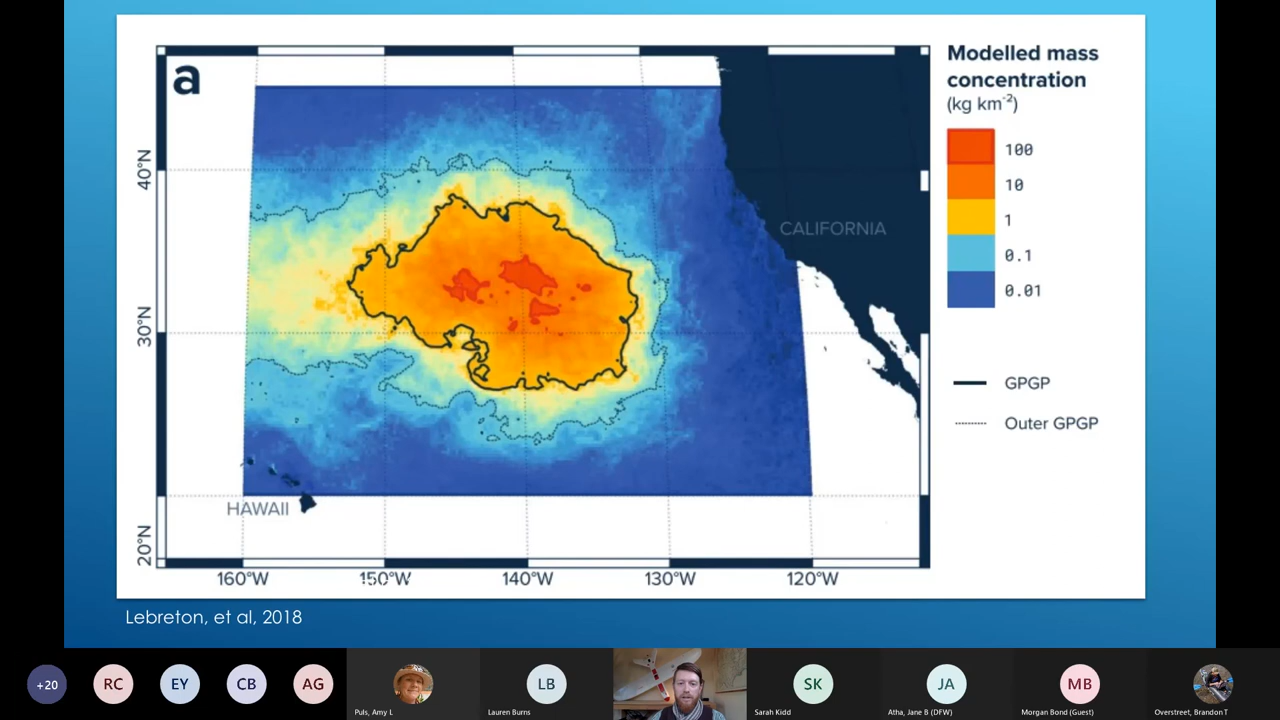 a
Modelled mass
concentration
(kg km⁻²)
100
10
1
0.1
0.01
GPGP
Outer GPGP
40°N
30°N
20°N
CALIFORNIA
HAWAII
160°W
150°W
140°W
130°W
120°W
Lebreton, et al, 2018
+20
RC
EY
CB
AG
Puls, Amy L
LB
Lauren Burns
SK
Sarah Kidd
JA
Atha, Jane B (DFW)
MB
Morgan Bond (Guest)
Overstreet, Brandon T